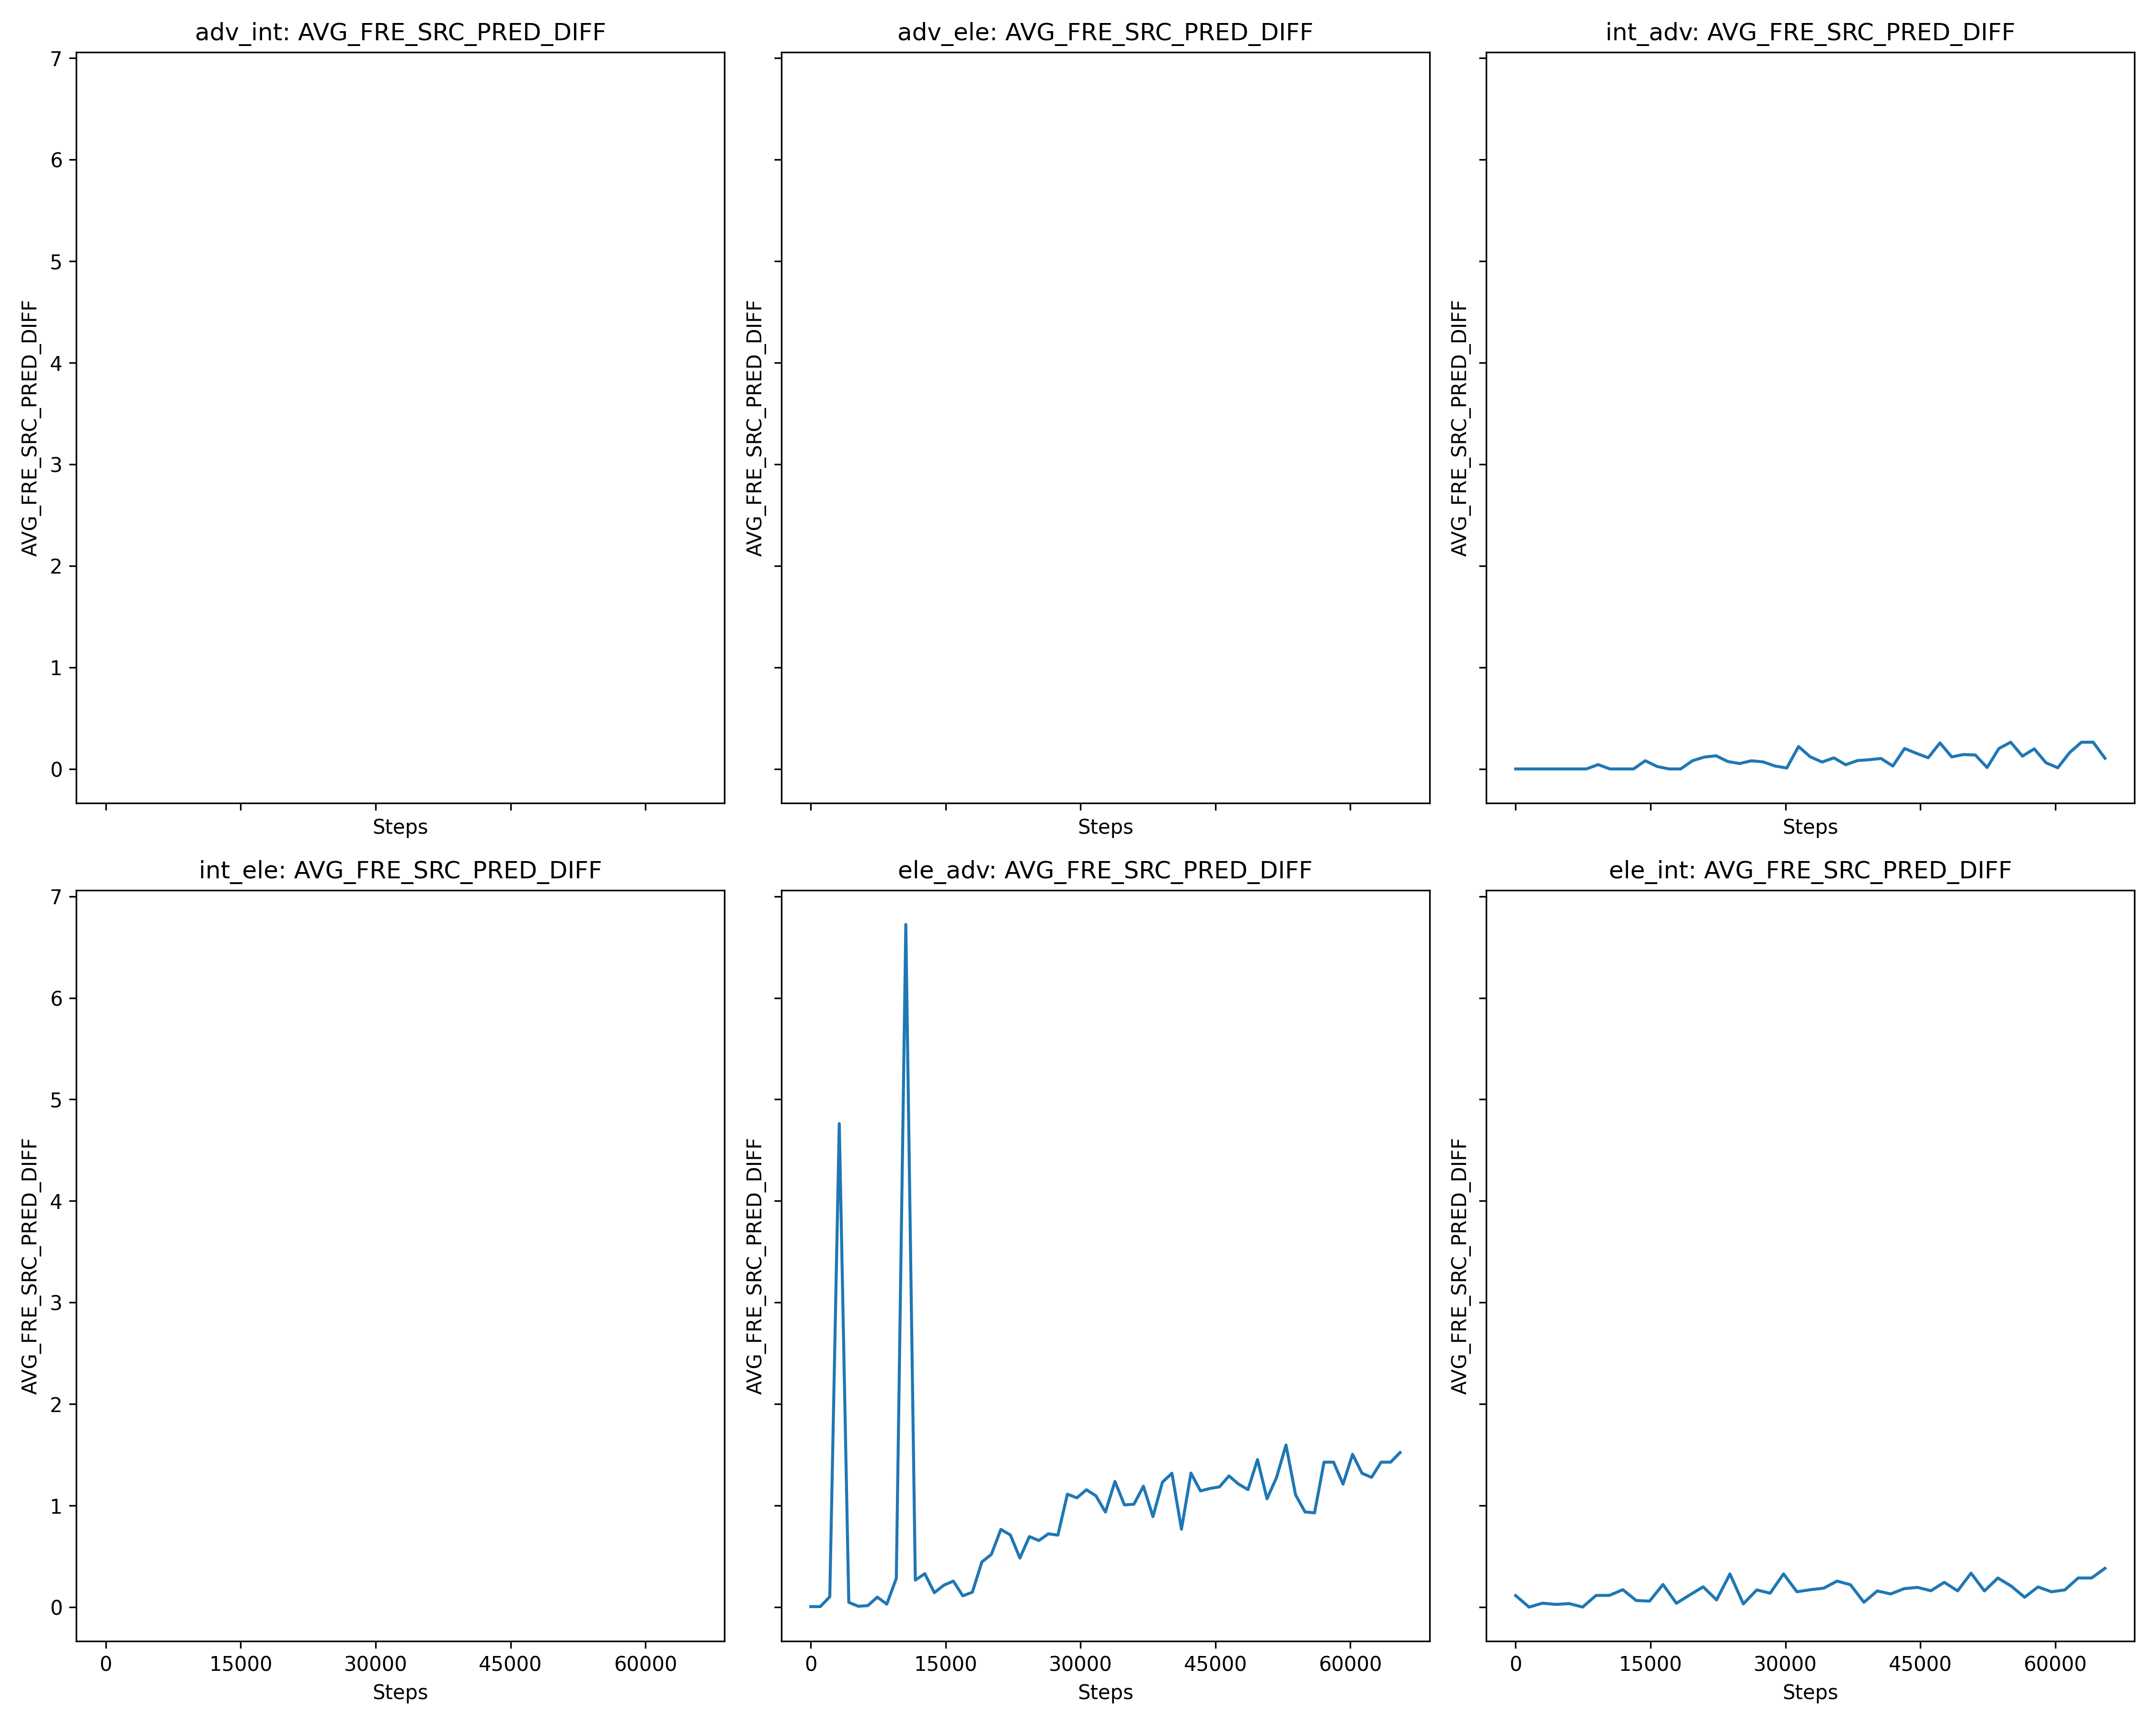 adv_int: AVG_FRE_SRC_PRED_DIFF
adv_ele: AVG_FRE_SRC_PRED_DIFF
int_adv: AVG_FRE_SRC_PRED_DIFF
7
6
5
4
3
2
1
0
AVG_FRE_SRC_PRED_DIFF
AVG_FRE_SRC_PRED_DIFF
AVG_FRE_SRC_PRED_DIFF
Steps
Steps
Steps
int_ele: AVG_FRE_SRC_PRED_DIFF
ele_adv: AVG_FRE_SRC_PRED_DIFF
ele_int: AVG_FRE_SRC_PRED_DIFF
7
6
5
4
3
2
1
0
AVG_FRE_SRC_PRED_DIFF
AVG_FRE_SRC_PRED_DIFF
AVG_FRE_SRC_PRED_DIFF
0 15000 30000 45000 60000
0 15000 30000 45000 60000
0 15000 30000 45000 60000
Steps
Steps
Steps